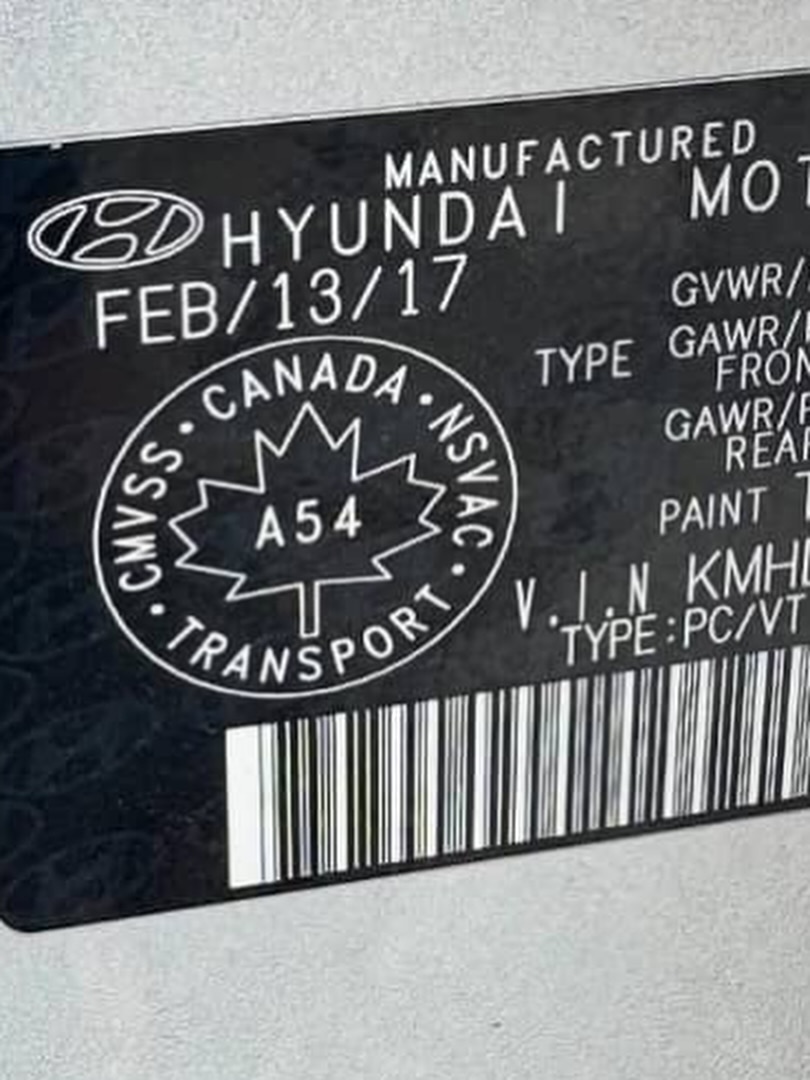 MANUFACTURED
HYUNDAI MOT
FEB/13/17
GVWR/
TYPE GAWR/
FRON
GAWR/
REAR
PAINT
CANADA • NSVAC • TRANSPORT • CMVSS •
A54
V.I.N KMH
TYPE:PC/VT